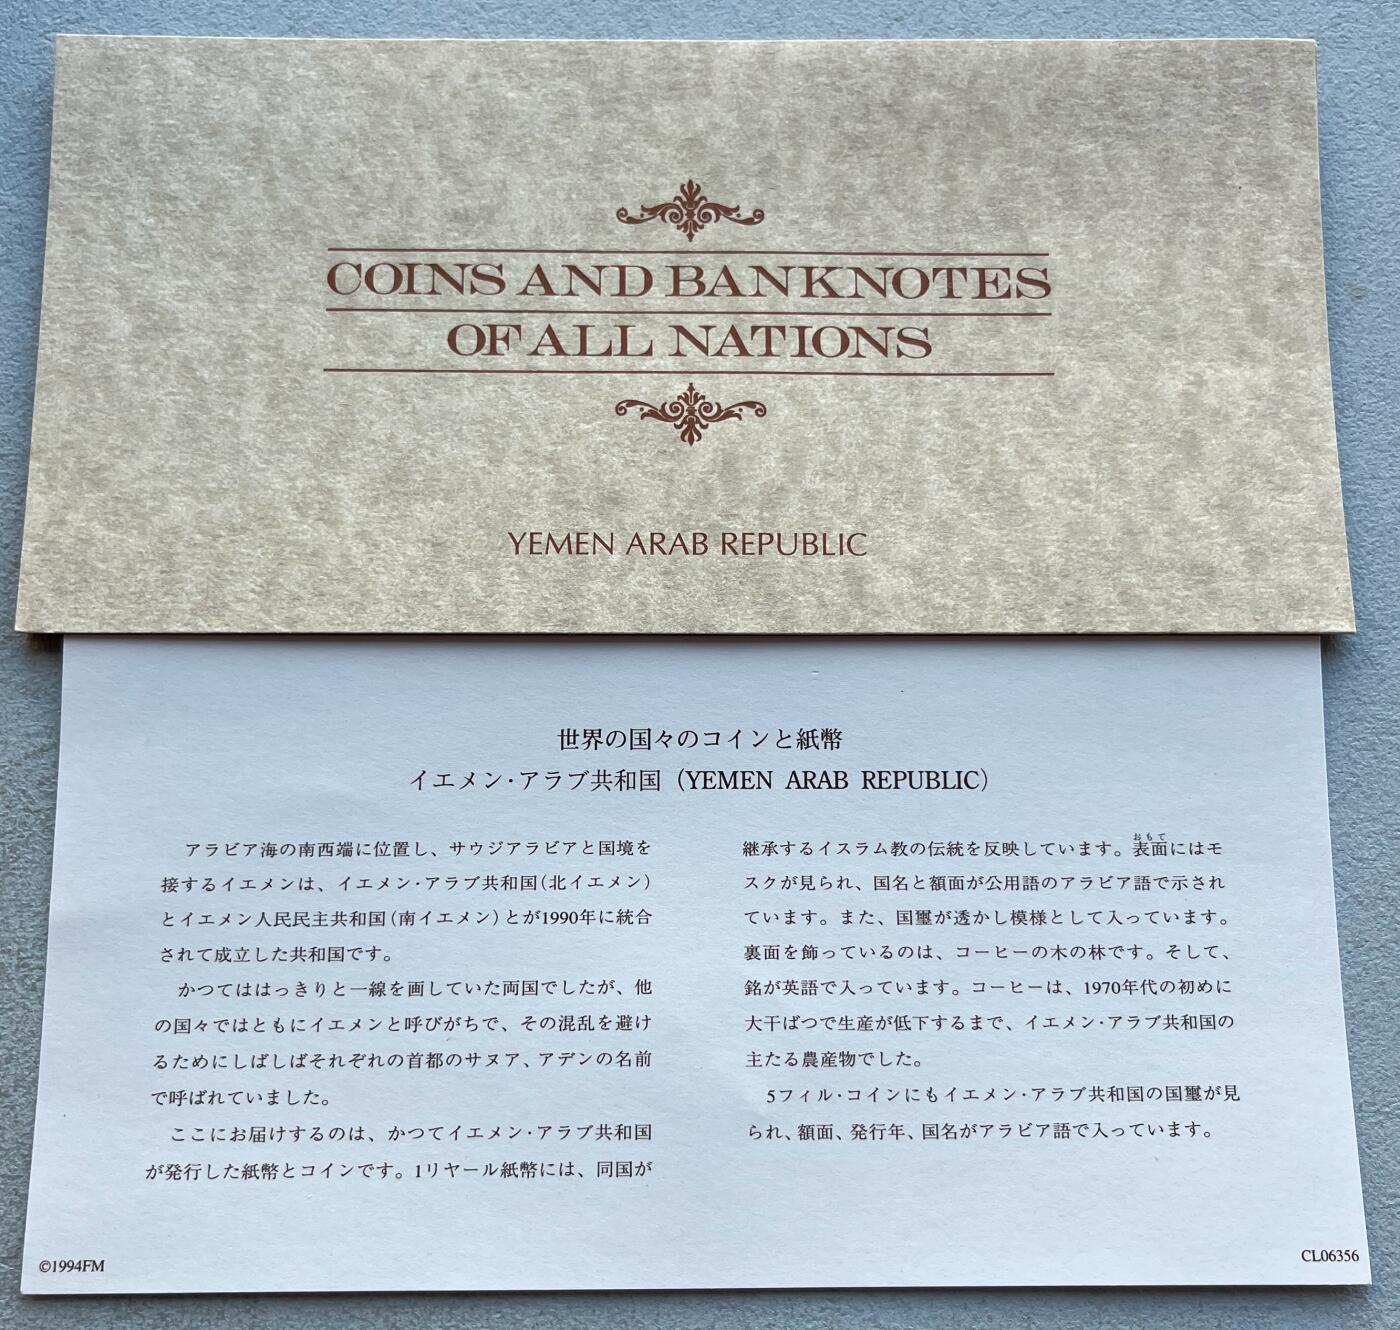 COINS AND BANKNOTES
OF ALL NATIONS
YEMEN ARAB REPUBLIC
世界の国々のコインと紙幣
イエメン・アラブ共和国（YEMEN ARAB REPUBLIC）
アラビア海の南西端に位置し、サウジアラビアと国境を
接するイエメンは、イエメン・アラブ共和国（北イエメン）
とイエメン人民民主共和国（南イエメン）とが1990年に統合
されて成立した共和国です。
かつてははっきりと一線を画していた両国でしたが、他
の国々ではともにイエメンと呼びがちで、その混乱を避け
るためにしばしばそれぞれの首都のサヌア、アデンの名前
で呼ばれていました。
ここにお届けするのは、かつてイエメン・アラブ共和国
が発行した紙幣とコインです。1リヤール紙幣には、同国が
おもて
継承するイスラム教の伝統を反映しています。表面にはモ
スクが見られ、国名と額面が公用語のアラビア語で示され
ています。また、国璽が透かし模様として入っています。
裏面を飾っているのは、コーヒーの木の林です。そして、
銘が英語で入っています。コーヒーは、1970年代の初めに
大干ばつで生産が低下するまで、イエメン・アラブ共和国の
主たる農産物でした。
5フィル・コインにもイエメン・アラブ共和国の国璽が見
られ、額面、発行年、国名がアラビア語で入っています。
©1994FM
CL06356